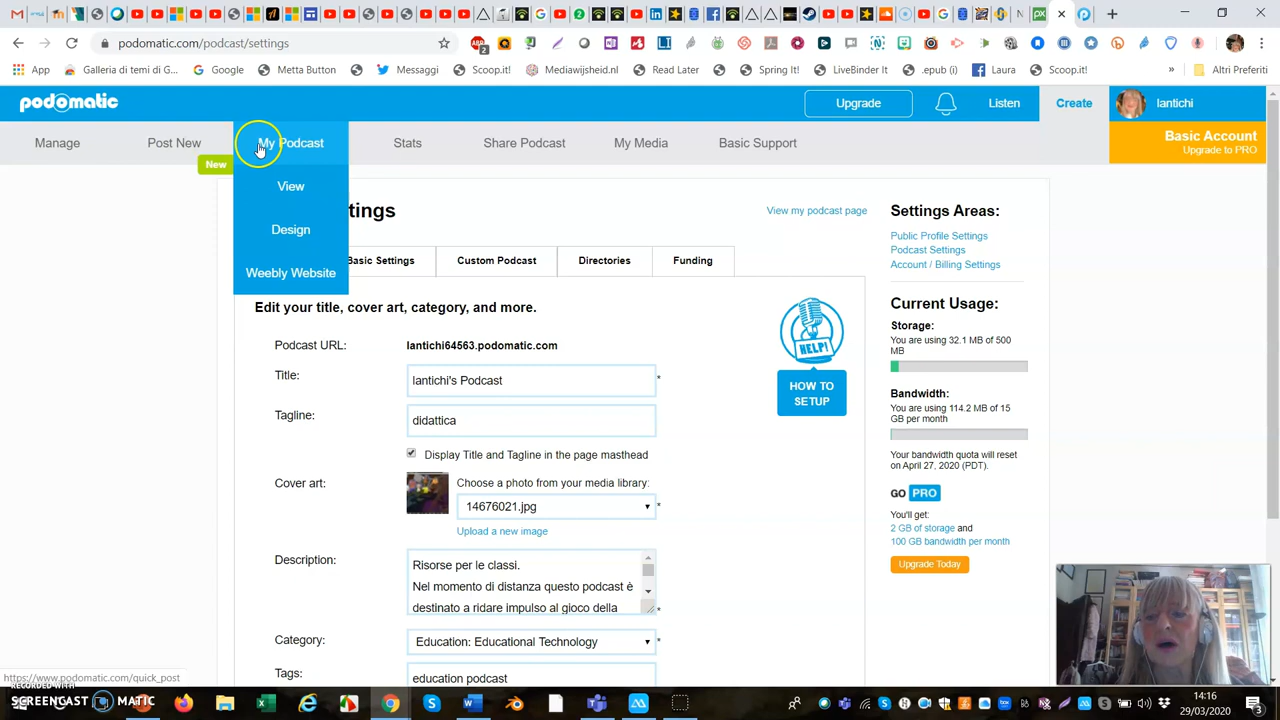 podomatic.com/podcast/settings
App
Galleria di temi di G...
Google
Metta Button
Messaggi
Scoop.it!
Mediawijsheid.nl
Read Later
Spring It!
LiveBinder It
.epub (i)
Laura
Scoop.it!
»
Altri Preferiti
podomatic
Upgrade
Listen
Create
lantichi
Manage
Post New
My Podcast
Stats
Share Podcast
My Media
Basic Support
Basic Account
Upgrade to PRO
New
View
Design
Weebly Website
tings
View my podcast page
Basic Settings
Custom Podcast
Directories
Funding
Edit your title, cover art, category, and more.
Podcast URL: lantichi64563.podomatic.com
Title: lantichi's Podcast *
Tagline: didattica
Display Title and Tagline in the page masthead
Cover art: Choose a photo from your media library:
14676021.jpg *
Upload a new image
Description: Risorse per le classi.
Nel momento di distanza questo podcast è
destinato a ridare impulso al gioco della *
Category: Education: Educational Technology *
Tags: education podcast
HELP!
HOW TO
SETUP
Settings Areas:
Public Profile Settings
Podcast Settings
Account / Billing Settings
Current Usage:
Storage:
You are using 32.1 MB of 500
MB
Bandwidth:
You are using 114.2 MB of 15
GB per month
Your bandwidth quota will reset
on April 27, 2020 (PDT).
GO PRO
You'll get:
2 GB of storage and
100 GB bandwidth per month
Upgrade Today
https://www.podomatic.com/quick_post
RECORDED WITH
SCREENCAST MATIC
14:16
29/03/2020
3